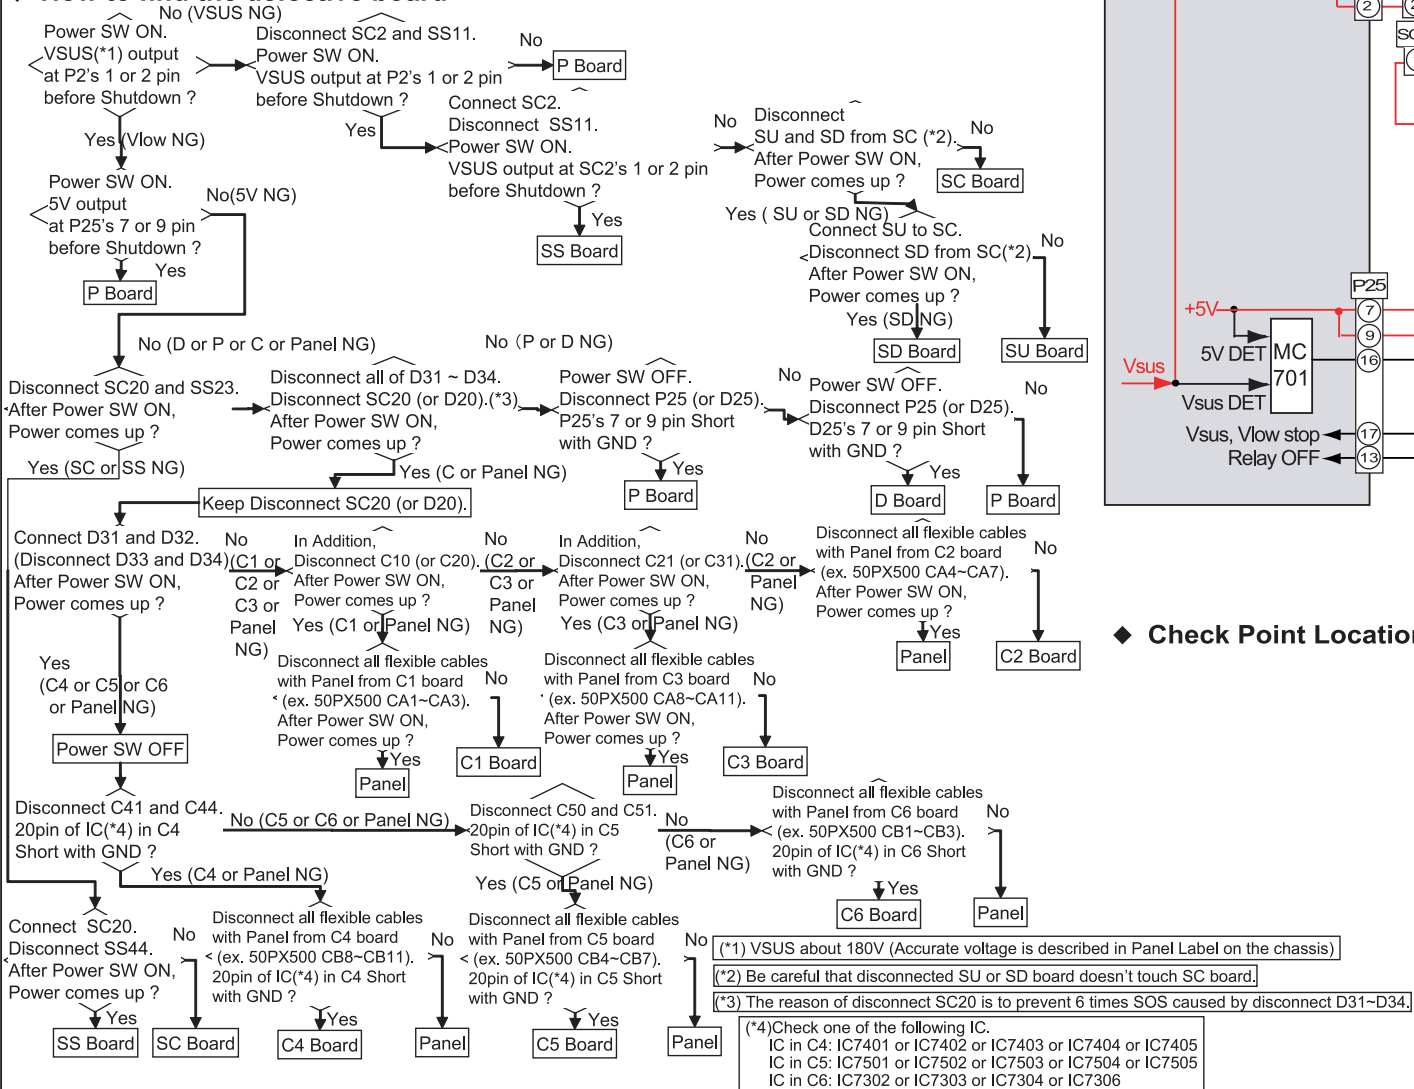 No (VSUS NG)
Power SW ON.
VSUS(*1) output
at P2's 1 or 2 pin
before Shutdown ?
Disconnect SC2 and SS11.
Power SW ON.
VSUS output at P2's 1 or 2 pin
before Shutdown ?
No
P Board
Yes (Vlow NG)
Yes
Connect SC2.
Disconnect SS11.
Power SW ON.
VSUS output at SC2's 1 or 2 pin
before Shutdown ?
No
Yes
SS Board
Disconnect
SU and SD from SC (*2).
After Power SW ON,
Power comes up ?
No
SC Board
Yes ( SU or SD NG)
Connect SU to SC.
Disconnect SD from SC(*2)
After Power SW ON,
Power comes up ?
No
Yes (SD NG)
SD Board
SU Board
Power SW ON.
5V output
at P25's 7 or 9 pin
before Shutdown ?
No(5V NG)
Yes
P Board
No (D or P or C or Panel NG)
Disconnect SC20 and SS23.
After Power SW ON,
Power comes up ?
Yes (SC or SS NG)
Disconnect all of D31 ~ D34.
Disconnect SC20 (or D20).(*3)
After Power SW ON,
Power comes up ?
No (P or D NG)
Yes (C or Panel NG)
Power SW OFF.
Disconnect P25 (or D25).
P25's 7 or 9 pin Short
with GND ?
No
Yes
P Board
Power SW OFF.
Disconnect P25 (or D25).
D25's 7 or 9 pin Short
with GND ?
No
Yes
D Board
P Board
Keep Disconnect SC20 (or D20).
Connect D31 and D32.
(Disconnect D33 and D34)
After Power SW ON,
Power comes up ?
No
(C1 or
C2 or
C3 or
Panel
NG)
In Addition,
Disconnect C10 (or C20).
After Power SW ON,
Power comes up ?
No
(C2 or
C3 or
Panel
NG)
Yes (C1 or Panel NG)
In Addition,
Disconnect C21 (or C31).
After Power SW ON,
Power comes up ?
No
(C2 or
Panel
NG)
Yes (C3 or Panel NG)
Disconnect all flexible cables
with Panel from C2 board
(ex. 50PX500 CA4~CA7).
After Power SW ON,
Power comes up ?
No
Yes
Panel
C2 Board
Disconnect all flexible cables
with Panel from C1 board
(ex. 50PX500 CA1~CA3).
After Power SW ON,
Power comes up ?
No
Yes
Panel
C1 Board
Disconnect all flexible cables
with Panel from C3 board
(ex. 50PX500 CA8~CA11).
After Power SW ON,
Power comes up ?
No
Yes
Panel
C3 Board
Yes
(C4 or C5 or C6
or Panel NG)
Power SW OFF
Disconnect C41 and C44.
20pin of IC(*4) in C4
Short with GND ?
No (C5 or C6 or Panel NG)
Yes (C4 or Panel NG)
Disconnect C50 and C51.
20pin of IC(*4) in C5
Short with GND ?
No
(C6 or
Panel NG)
Yes (C5 or Panel NG)
Disconnect all flexible cables
with Panel from C6 board
(ex. 50PX500 CB1~CB3).
20pin of IC(*4) in C6 Short
with GND ?
No
Yes
C6 Board
Panel
Connect SC20.
Disconnect SS44.
After Power SW ON,
Power comes up ?
No
Yes
SS Board
SC Board
Disconnect all flexible cables
with Panel from C4 board
(ex. 50PX500 CB8~CB11).
20pin of IC(*4) in C4 Short
with GND ?
No
Yes
C4 Board
Panel
Disconnect all flexible cables
with Panel from C5 board
(ex. 50PX500 CB4~CB7).
20pin of IC(*4) in C5 Short
with GND ?
No
Yes
C5 Board
Panel
(*1) VSUS about 180V (Accurate voltage is described in Panel Label on the chassis)
(*2) Be careful that disconnected SU or SD board doesn't touch SC board.
(*3) The reason of disconnect SC20 is to prevent 6 times SOS caused by disconnect D31~D34.
(*4)Check one of the following IC.
IC in C4: IC7401 or IC7402 or IC7403 or IC7404 or IC7405
IC in C5: IC7501 or IC7502 or IC7503 or IC7504 or IC7505
IC in C6: IC7302 or IC7303 or IC7304 or IC7306
2
P25
+5V
7
9
5V DET
MC
701
16
Vsus
Vsus DET
Vsus, Vlow stop
17
Relay OFF
13
◆ Check Point Location